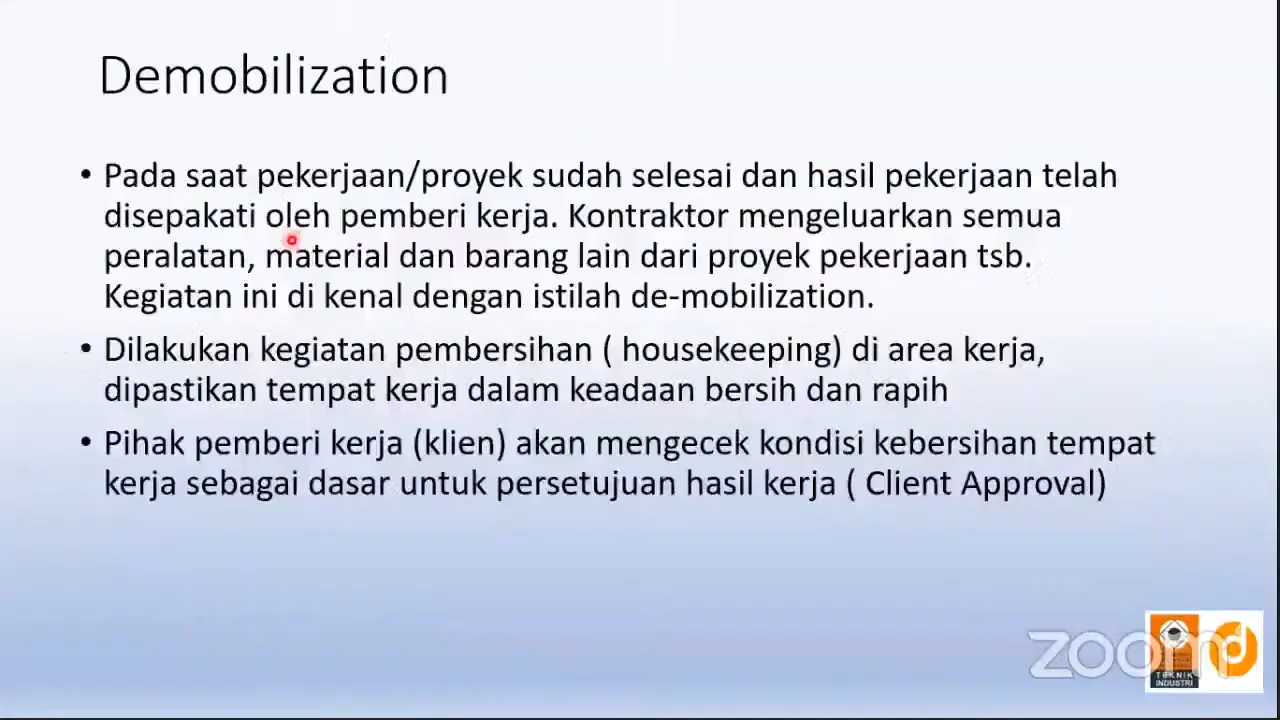 Demobilization
• Pada saat pekerjaan/proyek sudah selesai dan hasil pekerjaan telah
disepakati oleh pemberi kerja. Kontraktor mengeluarkan semua
peralatan, material dan barang lain dari proyek pekerjaan tsb.
Kegiatan ini di kenal dengan istilah de-mobilization.
• Dilakukan kegiatan pembersihan ( housekeeping) di area kerja,
dipastikan tempat kerja dalam keadaan bersih dan rapih
• Pihak pemberi kerja (klien) akan mengecek kondisi kebersihan tempat
kerja sebagai dasar untuk persetujuan hasil kerja ( Client Approval)
zoom
TEKNIK
INDUSTRI